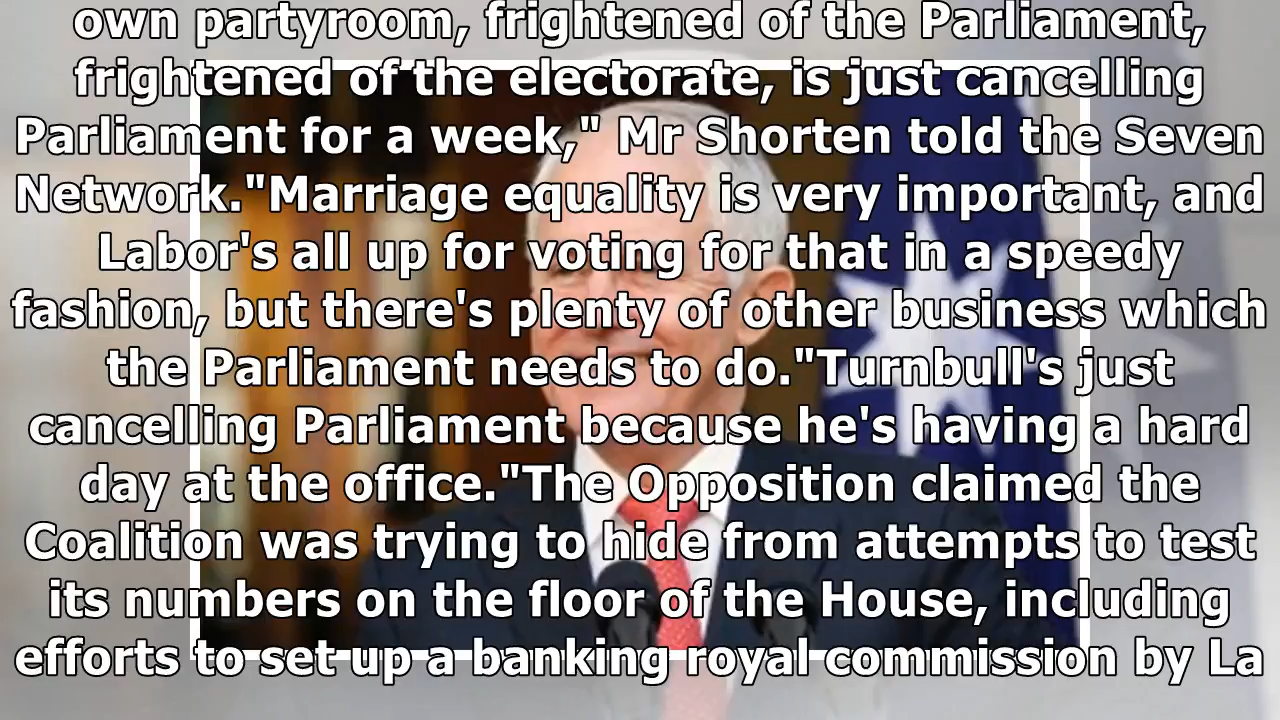 own partyroom, frightened of the Parliament,
frightened of the electorate, is just cancelling
Parliament for a week," Mr Shorten told the Seven
Network."Marriage equality is very important, and
Labor's all up for voting for that in a speedy
fashion, but there's plenty of other business which
the Parliament needs to do."Turnbull's just
cancelling Parliament because he's having a hard
day at the office."The Opposition claimed the
Coalition was trying to hide from attempts to test
its numbers on the floor of the House, including
efforts to set up a banking royal commission by La